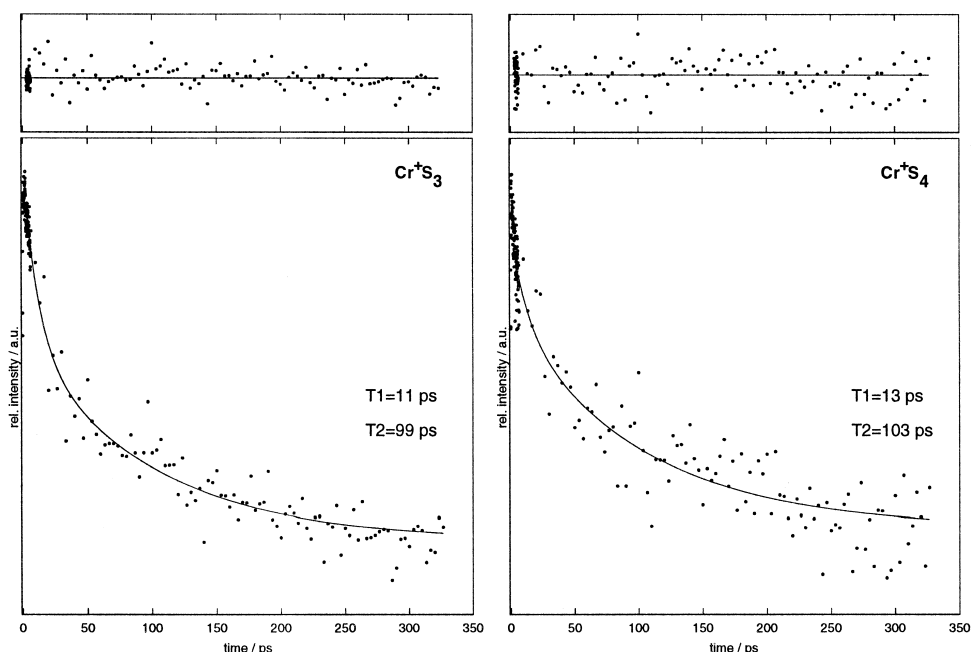 Cr⁺S₃
rel. intensity / a.u.
T1=11 ps
T2=99 ps
0 50 100 150 200 250 300 350
time / ps
Cr⁺S₄
rel. intensity / a.u.
T1=13 ps
T2=103 ps
0 50 100 150 200 250 300 350
time / ps